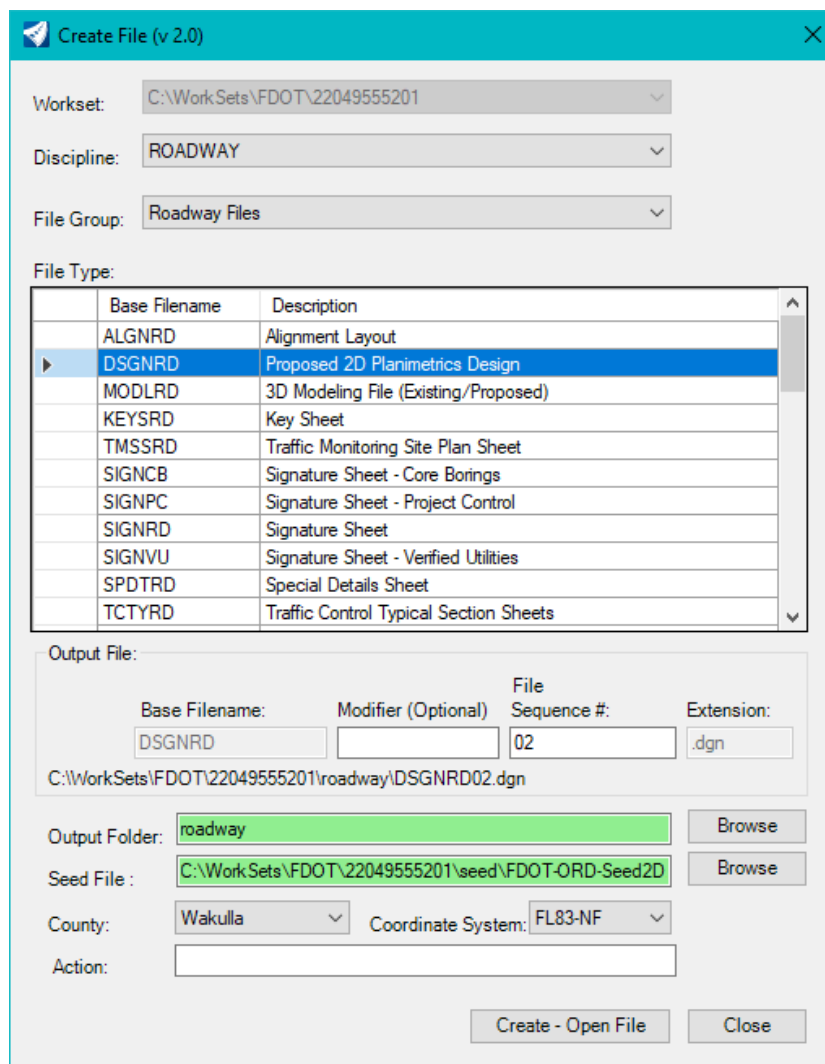 Create File (v 2.0)
Workset: C:\WorkSets\FDOT\22049555201
Discipline: ROADWAY
File Group: Roadway Files
File Type:
Base Filename Description
ALGNRD Alignment Layout
DSGNRD Proposed 2D Planimetrics Design
MODLRD 3D Modeling File (Existing/Proposed)
KEYSRD Key Sheet
TMSSRD Traffic Monitoring Site Plan Sheet
SIGNCB Signature Sheet - Core Borings
SIGNPC Signature Sheet - Project Control
SIGNRD Signature Sheet
SIGNVU Signature Sheet - Verified Utilities
SPDTRD Special Details Sheet
TCTYRD Traffic Control Typical Section Sheets
Output File:
File
Base Filename: Modifier (Optional) Sequence #: Extension:
DSGNRD 02 .dgn
C:\WorkSets\FDOT\22049555201\roadway\DSGNRD02.dgn
Output Folder: roadway Browse
Seed File : C:\WorkSets\FDOT\22049555201\seed\FDOT-ORD-Seed2D Browse
County: Wakulla Coordinate System: FL83-NF
Action:
Create - Open File Close